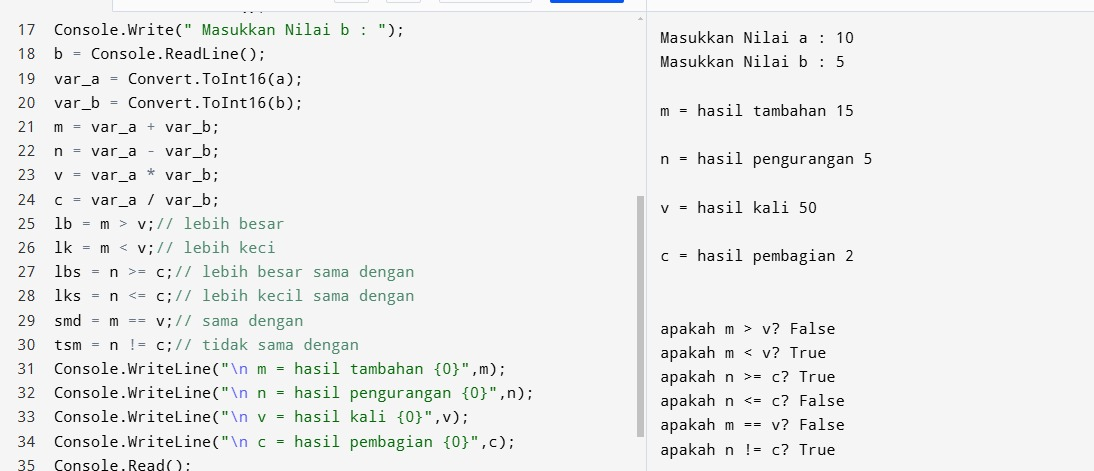 17 Console.Write(" Masukkan Nilai b : ");
18 b = Console.ReadLine();
19 var_a = Convert.ToInt16(a);
20 var_b = Convert.ToInt16(b);
21 m = var_a + var_b;
22 n = var_a - var_b;
23 v = var_a * var_b;
24 c = var_a / var_b;
25 lb = m > v;// lebih besar
26 lk = m < v;// lebih keci
27 lbs = n >= c;// lebih besar sama dengan
28 lks = n <= c;// lebih kecil sama dengan
29 smd = m == v;// sama dengan
30 tsm = n != c;// tidak sama dengan
31 Console.WriteLine("\n m = hasil tambahan {0}",m);
32 Console.WriteLine("\n n = hasil pengurangan {0}",n);
33 Console.WriteLine("\n v = hasil kali {0}",v);
34 Console.WriteLine("\n c = hasil pembagian {0}",c);
35 Console.Read();
Masukkan Nilai a : 10
Masukkan Nilai b : 5
m = hasil tambahan 15
n = hasil pengurangan 5
v = hasil kali 50
c = hasil pembagian 2
apakah m > v? False
apakah m < v? True
apakah n >= c? True
apakah n <= c? False
apakah m == v? False
apakah n != c? True